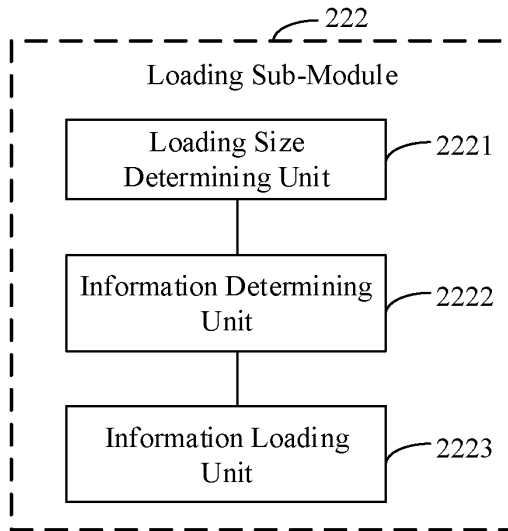 222
Loading Sub-Module
Loading Size
Determining Unit
2221
Information Determining
Unit
2222
Information Loading
Unit
2223